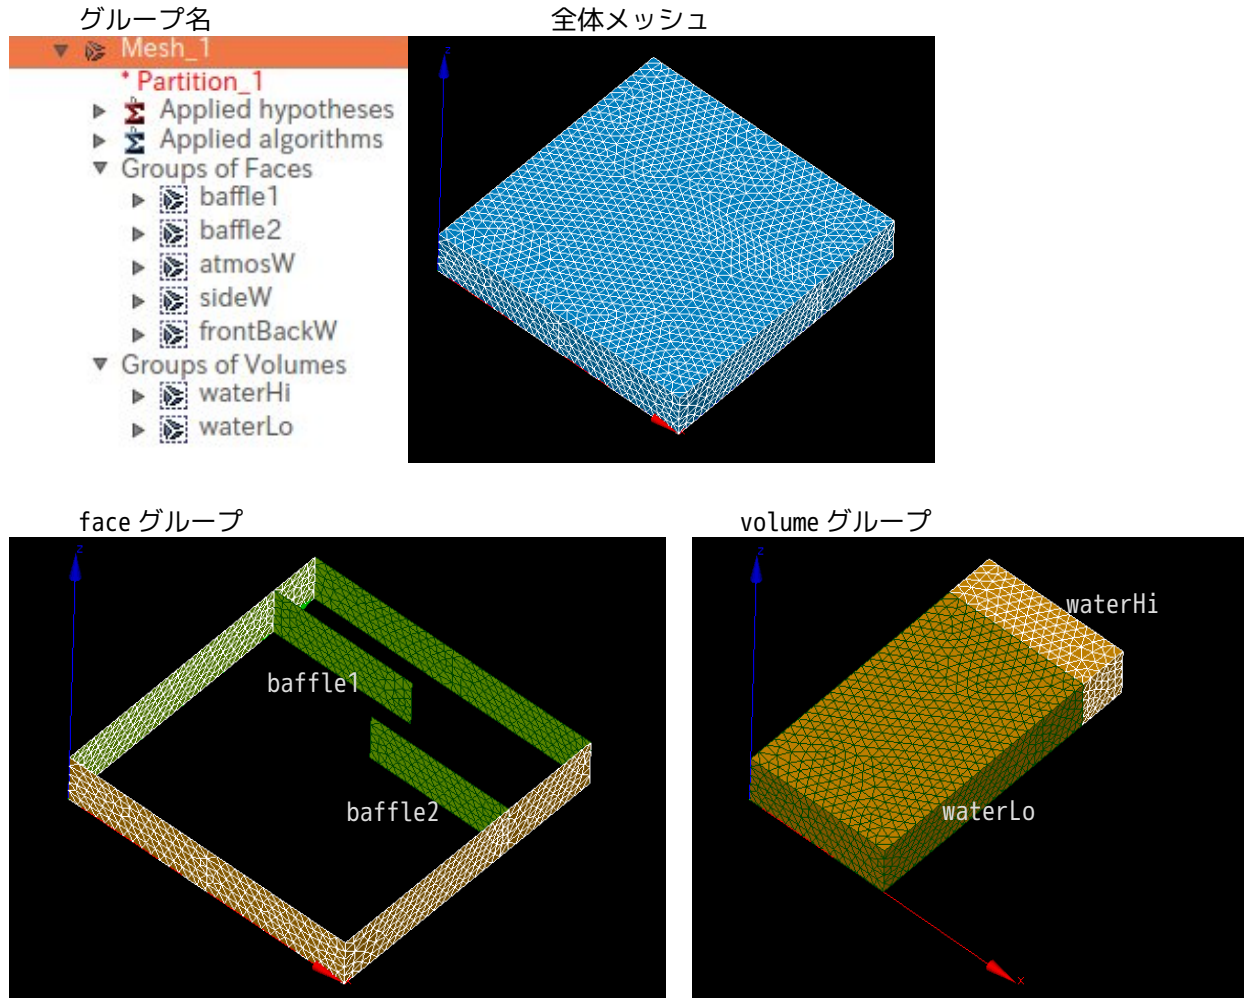 グループ名
全体メッシュ
Mesh_1
* Partition_1
Applied hypotheses
Applied algorithms
Groups of Faces
baffle1
baffle2
atmosW
sideW
frontBackW
Groups of Volumes
waterHi
waterLo
z
face グループ
volume グループ
z
baffle1
baffle2
z
waterHi
waterLo
x